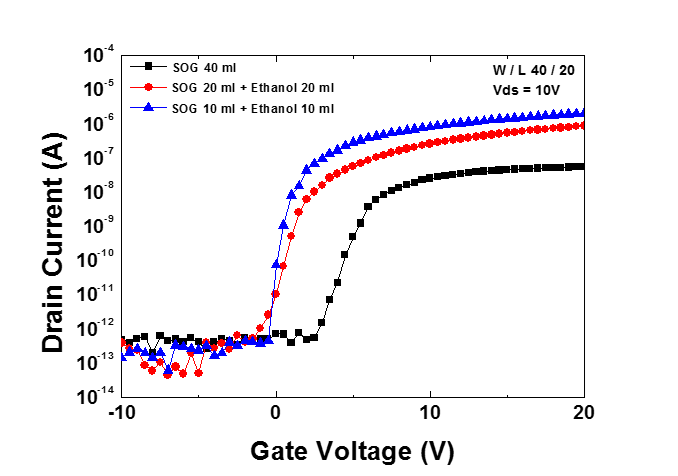 10^-4
10^-5
10^-6
10^-7
10^-8
10^-9
10^-10
10^-11
10^-12
10^-13
10^-14
Drain Current (A)
SOG 40 ml
SOG 20 ml + Ethanol 20 ml
SOG 10 ml + Ethanol 10 ml
W / L 40 / 20
Vds = 10V
-10 0 10 20
Gate Voltage (V)